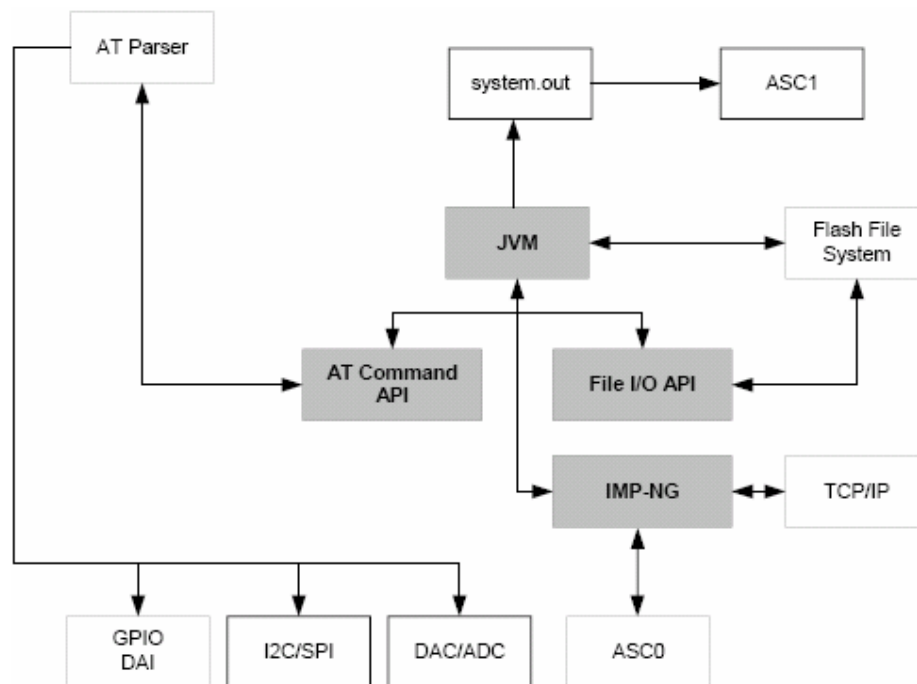 AT Parser
system.out
ASC1
JVM
Flash File
System
AT Command
API
File I/O API
IMP-NG
TCP/IP
GPIO
DAI
I2C/SPI
DAC/ADC
ASC0